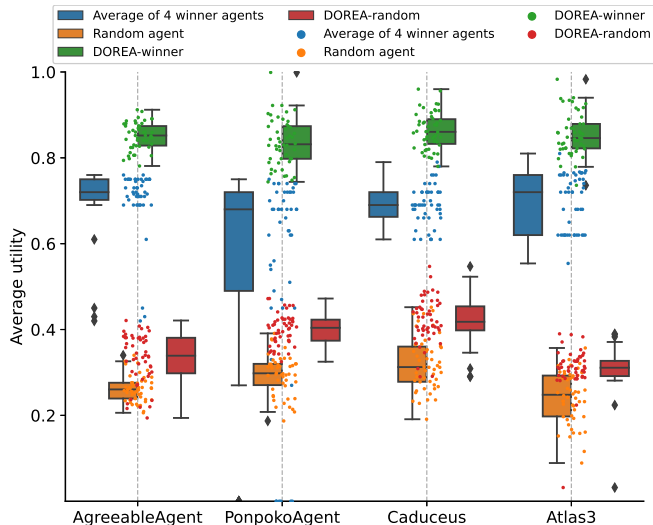 Average of 4 winner agents
Random agent
DOREA-winner
DOREA-random
Average of 4 winner agents
Random agent
DOREA-winner
DOREA-random
Average utility
1.0
0.8
0.6
0.4
0.2
AgreeableAgent
PonpokoAgent
Caduceus
Atlas3